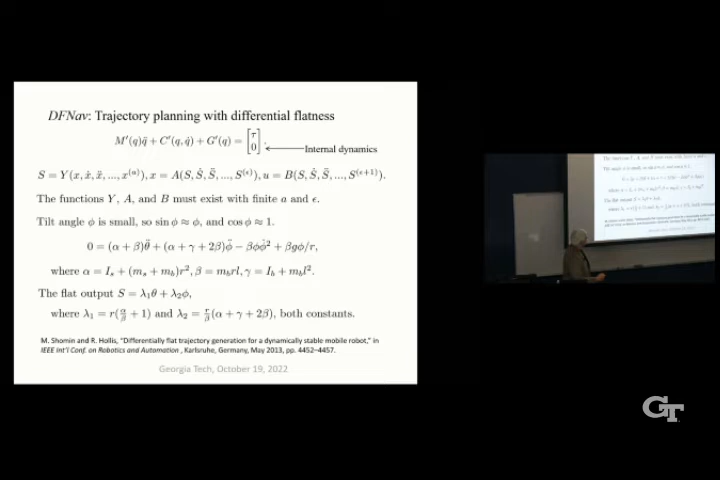 DFNav: Trajectory planning with differential flatness
M′(q)q̈ + C′(q, q̇) + G′(q) = [τ 0].
Internal dynamics
S = Y(x, ẋ, ẍ, ..., x^(a)), x = A(S, Ṡ, S̈, ..., S^(ϵ)), u = B(S, Ṡ, S̈, ..., S^(ϵ+1)).
The functions Y, A, and B must exist with finite a and ϵ.
Tilt angle ϕ is small, so sin ϕ ≈ ϕ, and cos ϕ ≈ 1.
0 = (α + β)θ̈ + (α + γ + 2β)ϕ̈ − βϕϕ̇² + βgϕ/r,
where α = I_s + (m_s + m_b)r², β = m_b rl, γ = I_b + m_b l².
The flat output S = λ₁θ + λ₂ϕ,
where λ₁ = r(α/β + 1) and λ₂ = r/β(α + γ + 2β), both constants.
M. Shomin and R. Hollis, "Differentially flat trajectory generation for a dynamically stable mobile robot," in
IEEE Int'l Conf. on Robotics and Automation , Karlsruhe, Germany, May 2013, pp. 4452–4457.
Georgia Tech, October 19, 2022
GT